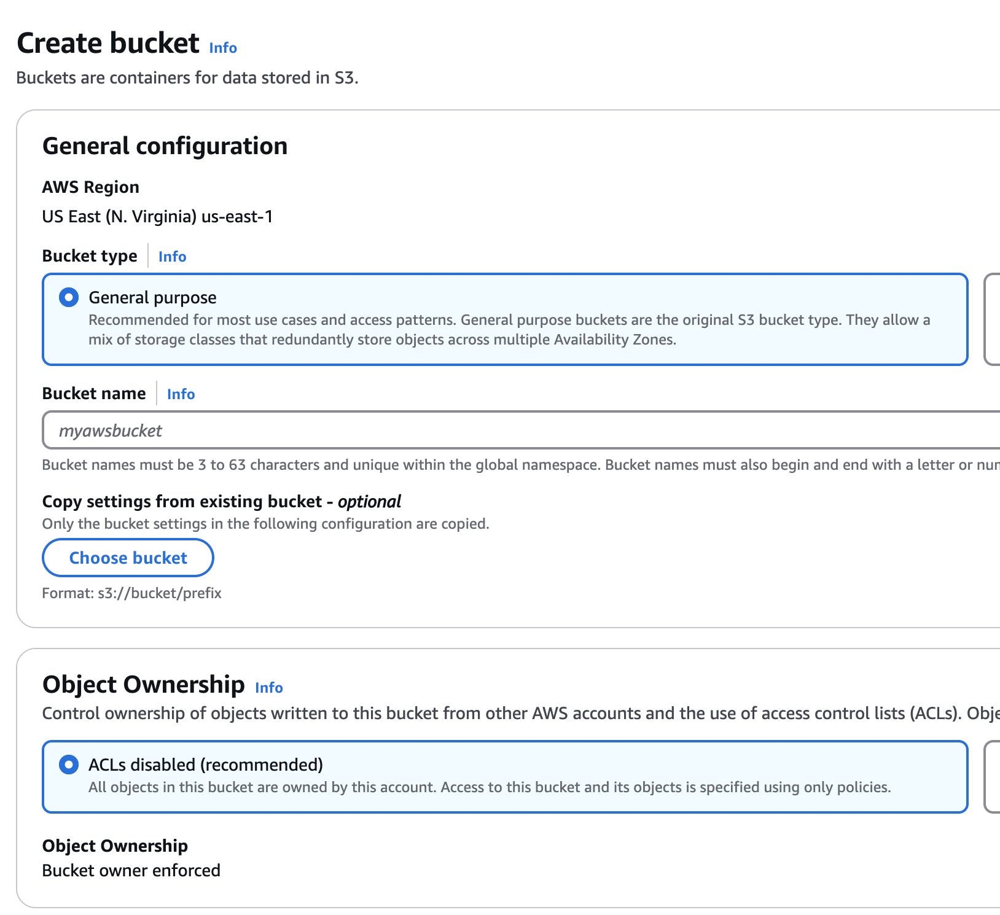 Create bucket Info
Buckets are containers for data stored in S3.
General configuration
AWS Region
US East (N. Virginia) us-east-1
Bucket type Info
General purpose
Recommended for most use cases and access patterns. General purpose buckets are the original S3 bucket type. They allow a
mix of storage classes that redundantly store objects across multiple Availability Zones.
Bucket name Info
myawsbucket
Bucket names must be 3 to 63 characters and unique within the global namespace. Bucket names must also begin and end with a letter or
Copy settings from existing bucket - optional
Only the bucket settings in the following configuration are copied.
Choose bucket
Format: s3://bucket/prefix
Object Ownership Info
Control ownership of objects written to this bucket from other AWS accounts and the use of access control lists (ACLs).
ACLs disabled (recommended)
All objects in this bucket are owned by this account. Access to this bucket and its objects is specified using only policies.
Object Ownership
Bucket owner enforced